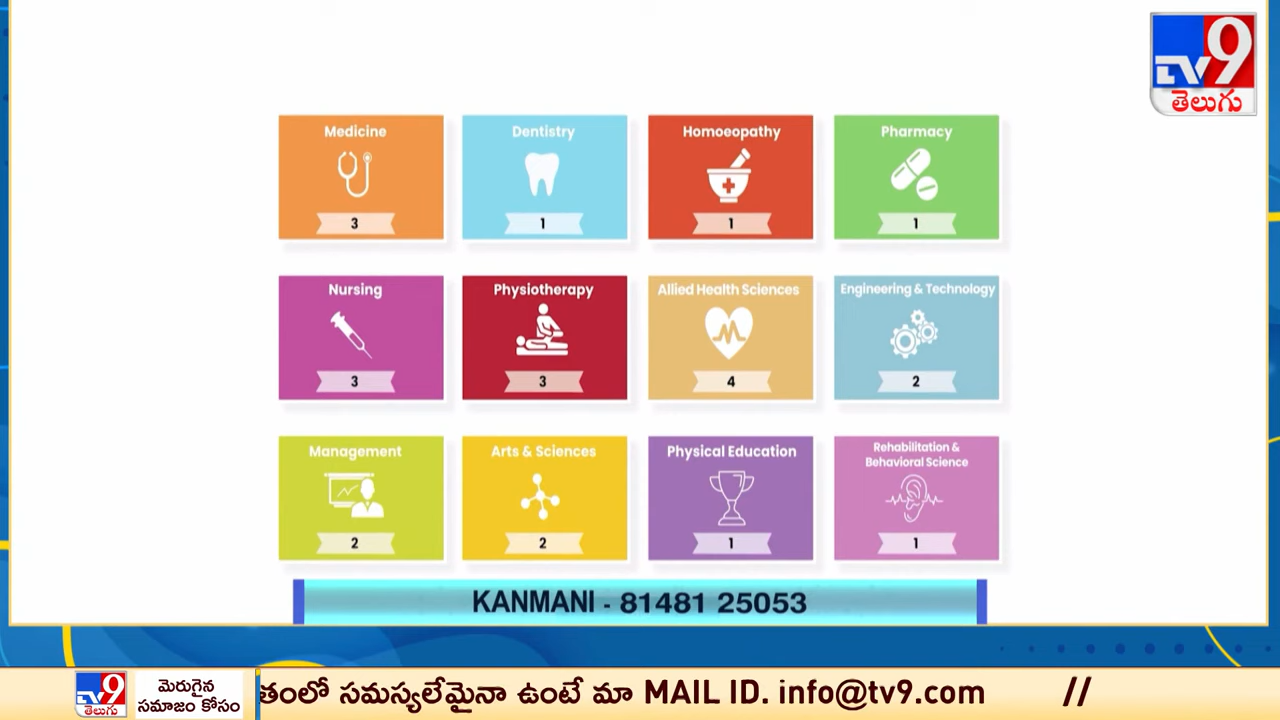 TV9
తెలుగు
Medicine
3
Dentistry
1
Homoeopathy
1
Pharmacy
1
Nursing
3
Physiotherapy
3
Allied Health Sciences
4
Engineering & Technology
2
Management
2
Arts & Sciences
2
Physical Education
1
Rehabilitation &
Behavioral Science
1
KANMANI - 81481 25053
TV9
తెలుగు
మెరుగైన
సమాజం కోసం
తంలో సమస్యలేమైనా ఉంటే మా MAIL ID. info@tv9.com //